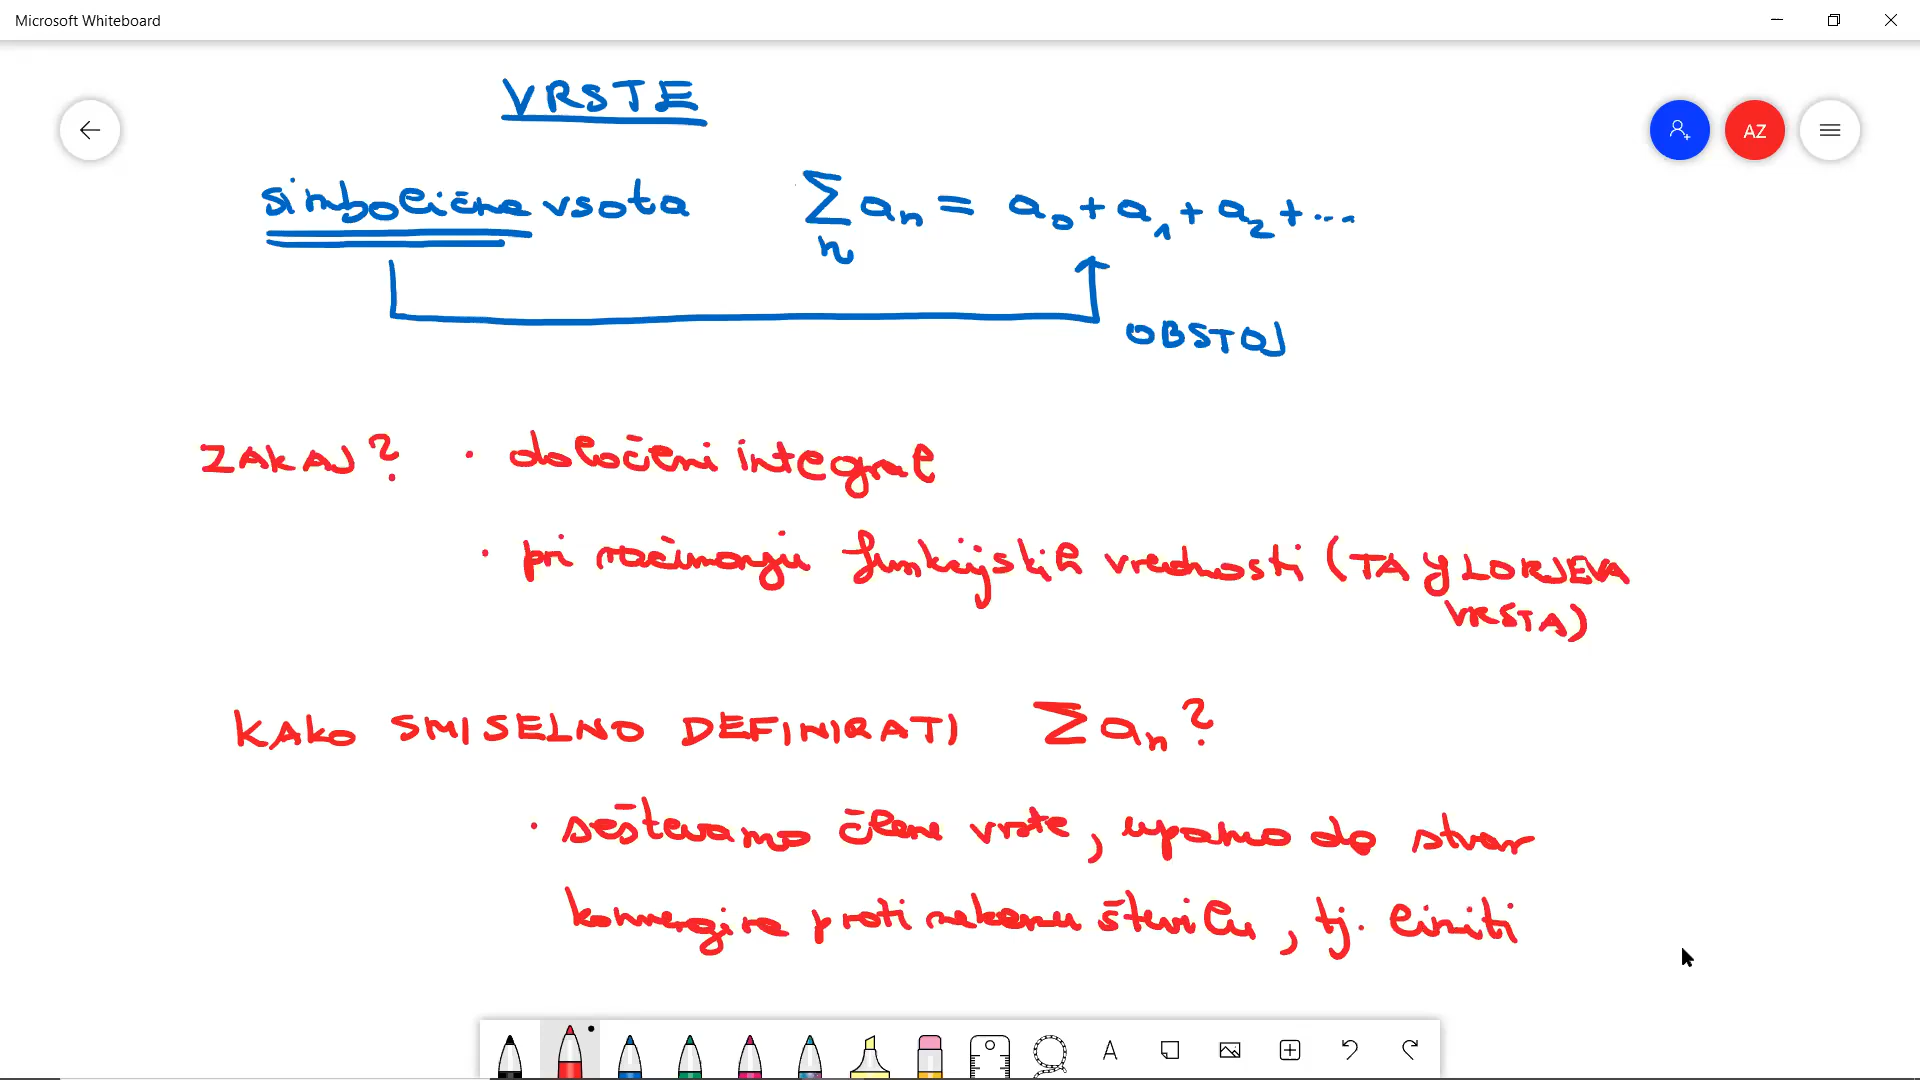 Microsoft Whiteboard
VRSTE
AZ
simbolična vsota ∑ aₙ = a₀ + a₁ + a₂ + ...
n
OBSTOJ
ZAKAJ? · določeni integral
· pri računanju funkcijskih vrednosti (TAYLORJEVA
VRSTA)
KAKO SMISELNO DEFINIRATI ∑ aₙ ?
· seštevamo člene vrste, upamo da stvar
konvergira proti nekemu številu, tj. limiti
A